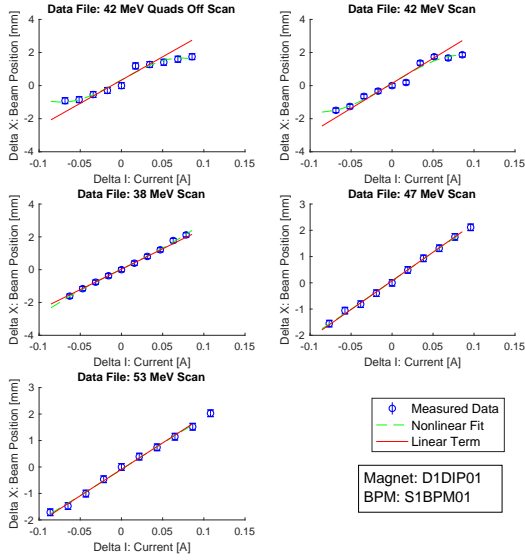 Data File: 42 MeV Quads Off Scan
4
2
0
-2
-4
-0.1 -0.05 0 0.05 0.1 0.15
Delta I: Current [A]
Delta X: Beam Position [mm]
Data File: 42 MeV Scan
4
2
0
-2
-4
-0.1 -0.05 0 0.05 0.1 0.15
Delta I: Current [A]
Delta X: Beam Position [mm]
Data File: 38 MeV Scan
4
2
0
-2
-4
-0.1 -0.05 0 0.05 0.1 0.15
Delta I: Current [A]
Delta X: Beam Position [mm]
Data File: 47 MeV Scan
3
2
1
0
-1
-2
-0.1 -0.05 0 0.05 0.1 0.15
Delta I: Current [A]
Delta X: Beam Position [mm]
Data File: 53 MeV Scan
3
2
1
0
-1
-2
-0.1 -0.05 0 0.05 0.1 0.15
Delta I: Current [A]
Delta X: Beam Position [mm]
Measured Data
Nonlinear Fit
Linear Term
Magnet: D1DIP01
BPM: S1BPM01